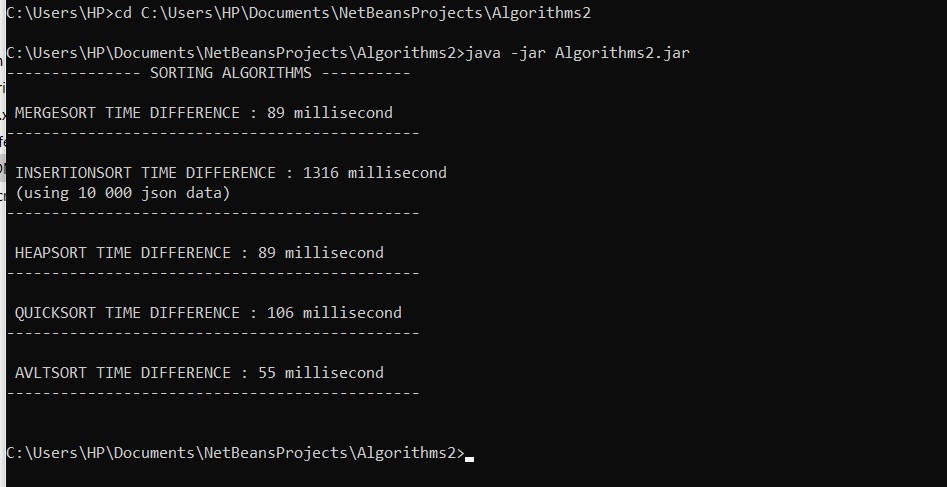 C:\Users\HP>cd C:\Users\HP\Documents\NetBeansProjects\Algorithms2
C:\Users\HP\Documents\NetBeansProjects\Algorithms2>java -jar Algorithms2.jar
--------------- SORTING ALGORITHMS ----------
MERGESORT TIME DIFFERENCE : 89 millisecond
----------------------------------------------
INSERTIONSORT TIME DIFFERENCE : 1316 millisecond
(using 10 000 json data)
----------------------------------------------
HEAPSORT TIME DIFFERENCE : 89 millisecond
----------------------------------------------
QUICKSORT TIME DIFFERENCE : 106 millisecond
----------------------------------------------
AVLTSORT TIME DIFFERENCE : 55 millisecond
----------------------------------------------
C:\Users\HP\Documents\NetBeansProjects\Algorithms2>